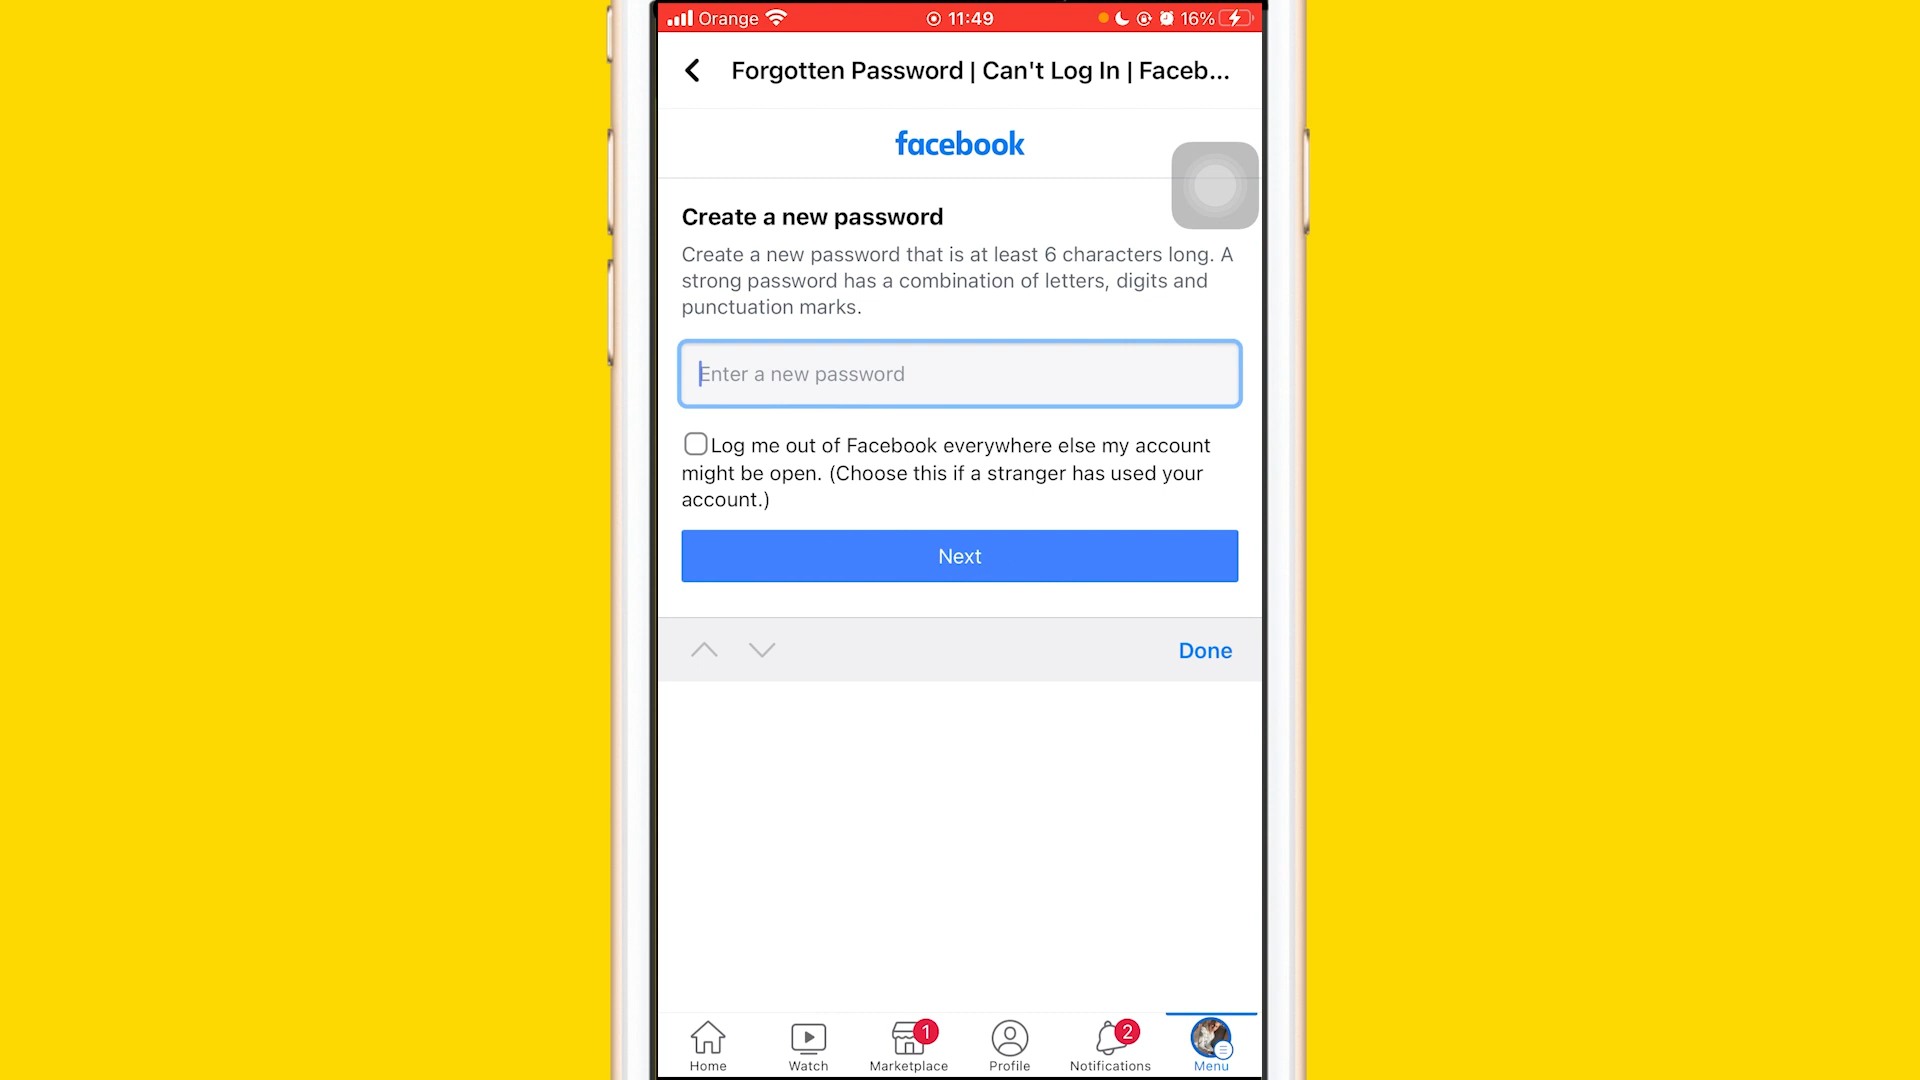 Orange 11:49 16%
Forgotten Password | Can't Log In | Faceb...
facebook
Create a new password
Create a new password that is at least 6 characters long. A
strong password has a combination of letters, digits and
punctuation marks.
Enter a new password
Log me out of Facebook everywhere else my account
might be open. (Choose this if a stranger has used your
account.)
Next
Done
1 2
Home Watch Marketplace Profile Notifications Menu